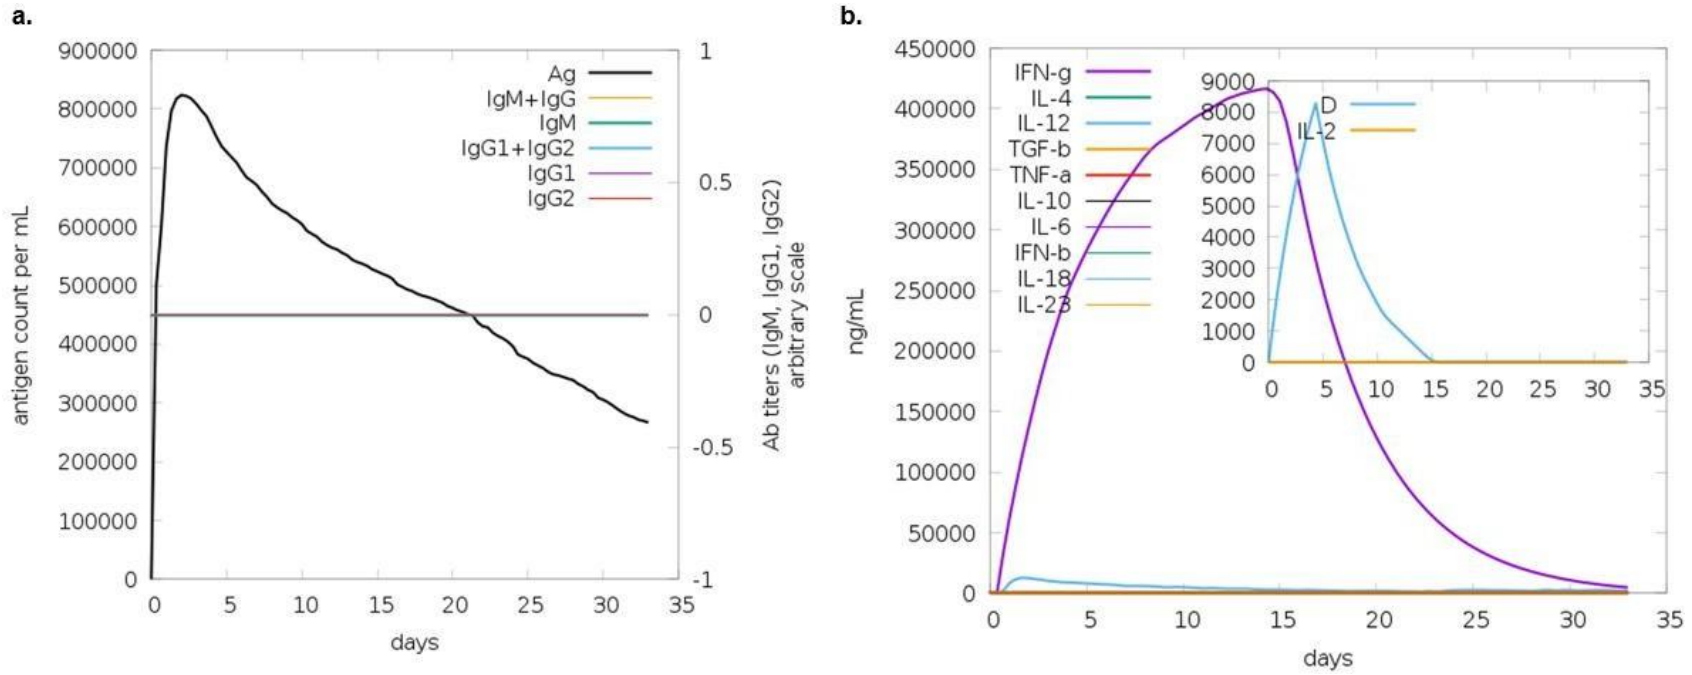 a.
900000
800000
700000
600000
500000
400000
300000
200000
100000
0
antigen count per mL
0 5 10 15 20 25 30 35
days
1
0.5
0
-0.5
-1
Ab titers (IgM, IgG1, IgG2)
arbitrary scale
Ag
IgM+IgG
IgM
IgG1+IgG2
IgG1
IgG2
b.
450000
400000
350000
300000
250000
200000
150000
100000
50000
0
ng/mL
0 5 10 15 20 25 30 35
days
IFN-g
IL-4
IL-12
TGF-b
TNF-a
IL-10
IL-6
IFN-b
IL-18
IL-23
9000
8000
7000
6000
5000
4000
3000
2000
1000
0
0 5 10 15 20 25 30 35
D
IL-2